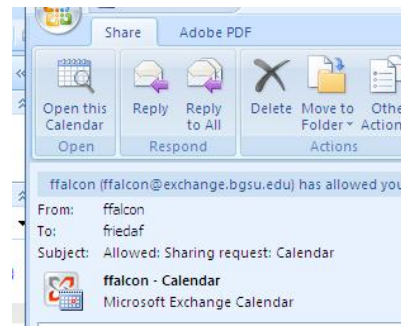 Share Adobe PDF
Open this Calendar
Reply
Reply to All
Delete
Move to Folder
Open
Respond
Actions
ffalcon (ffalcon@exchange.bgsu.edu) has allowed you
From: ffalcon
To: friedaf
Subject: Allowed: Sharing request: Calendar
ffalcon - Calendar
Microsoft Exchange Calendar